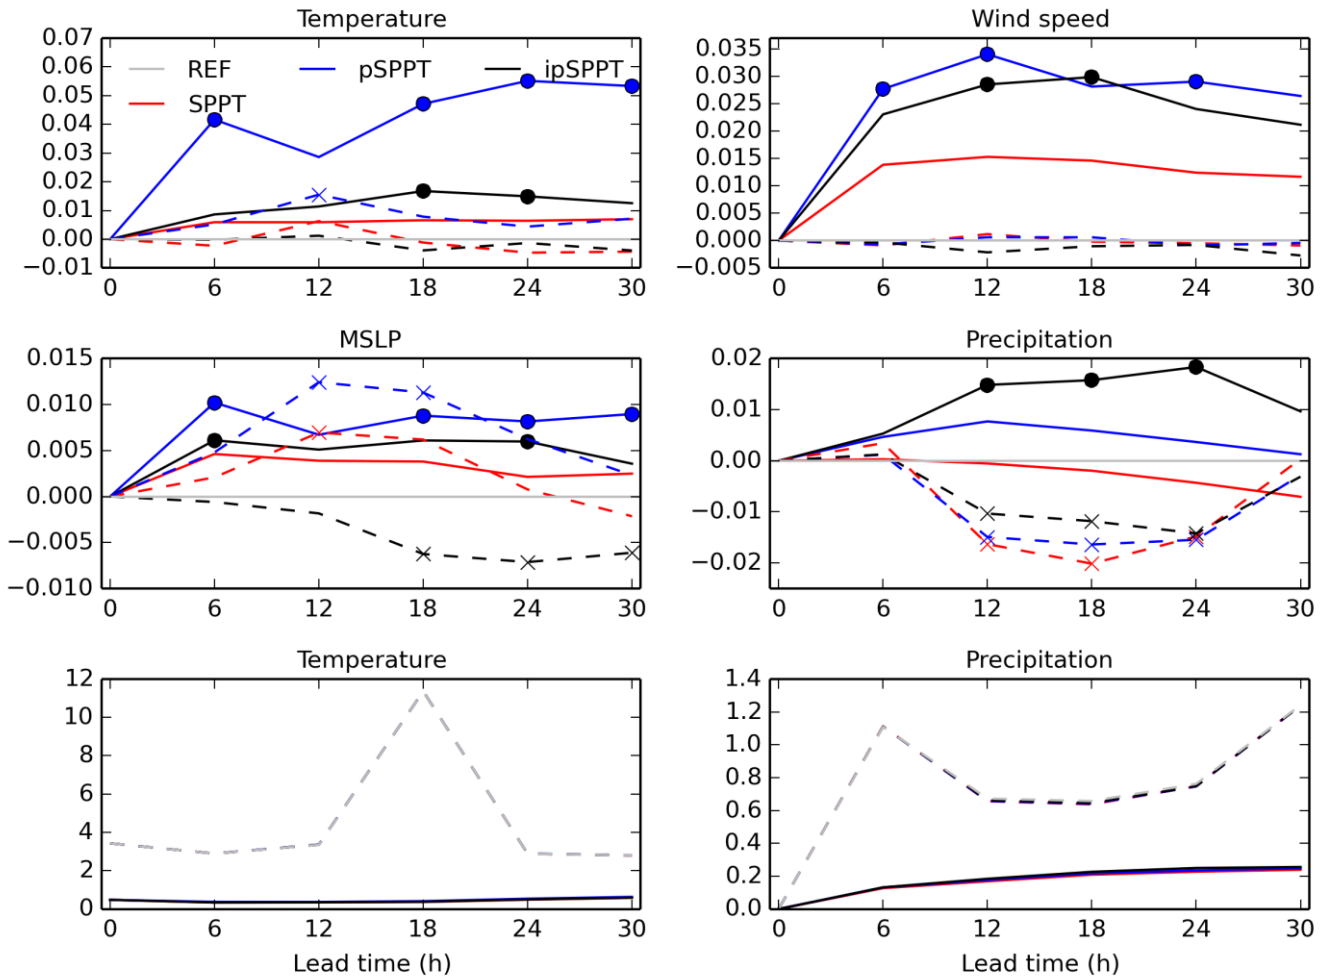 Temperature
0.07
0.06
0.05
0.04
0.03
0.02
0.01
0.00
−0.01
REF
pSPPT
ipSPPT
SPPT
0 6 12 18 24 30
Wind speed
0.035
0.030
0.025
0.020
0.015
0.010
0.005
0.000
−0.005
0 6 12 18 24 30
MSLP
0.015
0.010
0.005
0.000
−0.005
−0.010
0 6 12 18 24 30
Precipitation
0.02
0.01
0.00
−0.01
−0.02
0 6 12 18 24 30
Temperature
12
10
8
6
4
2
0
0 6 12 18 24 30
Lead time (h)
Precipitation
1.4
1.2
1.0
0.8
0.6
0.4
0.2
0.0
0 6 12 18 24 30
Lead time (h)